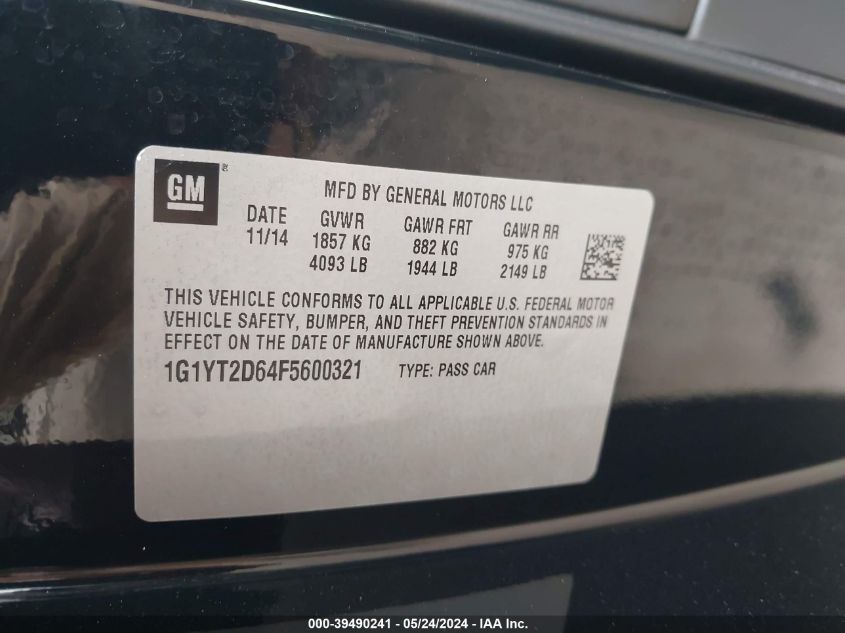 GM
MFD BY GENERAL MOTORS LLC
DATE GVWR GAWR FRT GAWR RR
11/14 1857 KG 882 KG 975 KG
4093 LB 1944 LB 2149 LB
THIS VEHICLE CONFORMS TO ALL APPLICABLE U.S. FEDERAL MOTOR
VEHICLE SAFETY, BUMPER, AND THEFT PREVENTION STANDARDS IN
EFFECT ON THE DATE OF MANUFACTURE SHOWN ABOVE.
1G1YT2D64F5600321 TYPE: PASS CAR
000-39490241 - 05/24/2024 - IAA Inc.